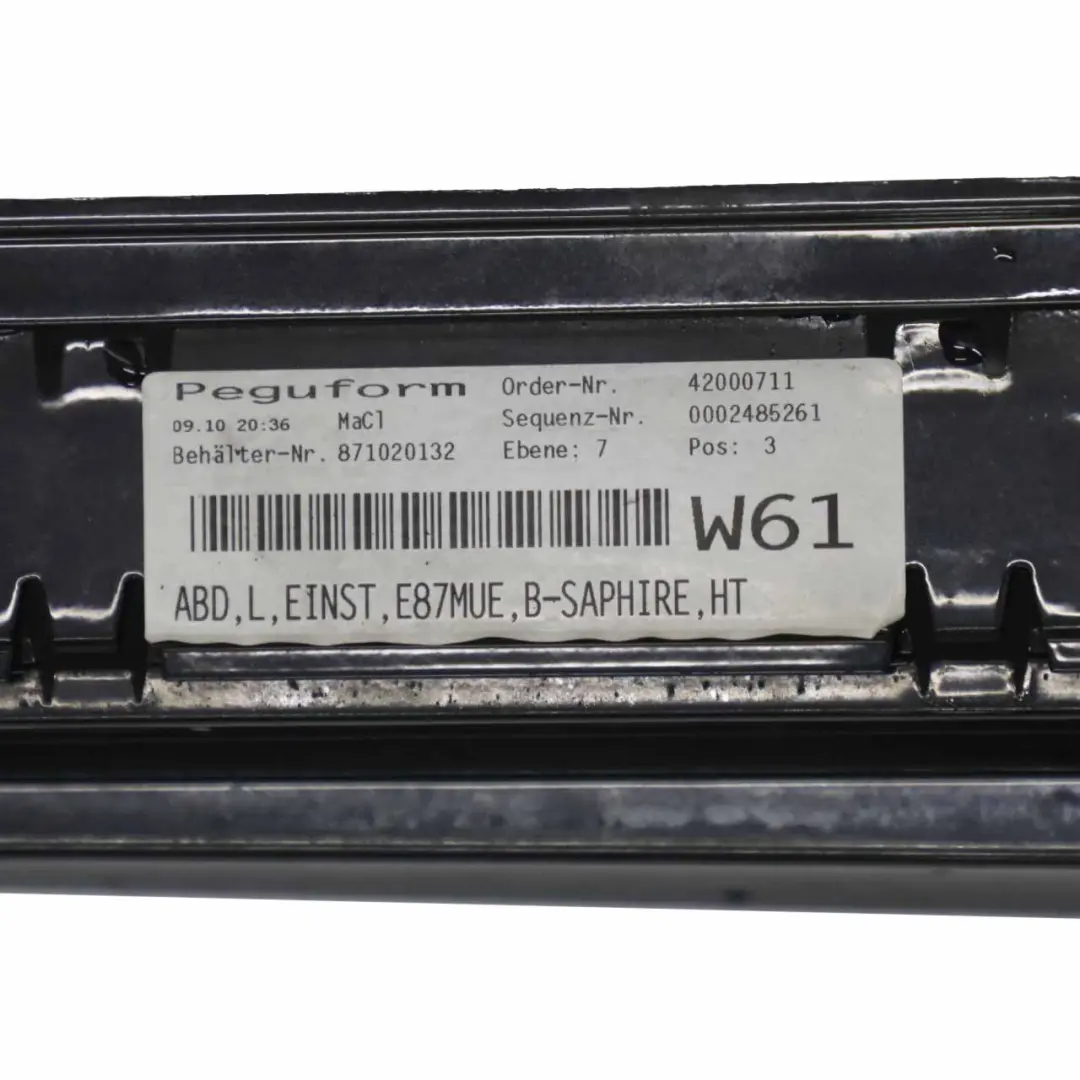 Peguform Order-Nr. 42000711
09.10 20:36 MaCl Sequenz-Nr. 0002485261
Behälter-Nr. 871020132 Ebene: 7 Pos: 3
W61
ABD,L,EINST,E87MUE,B-SAPHIRE,HT